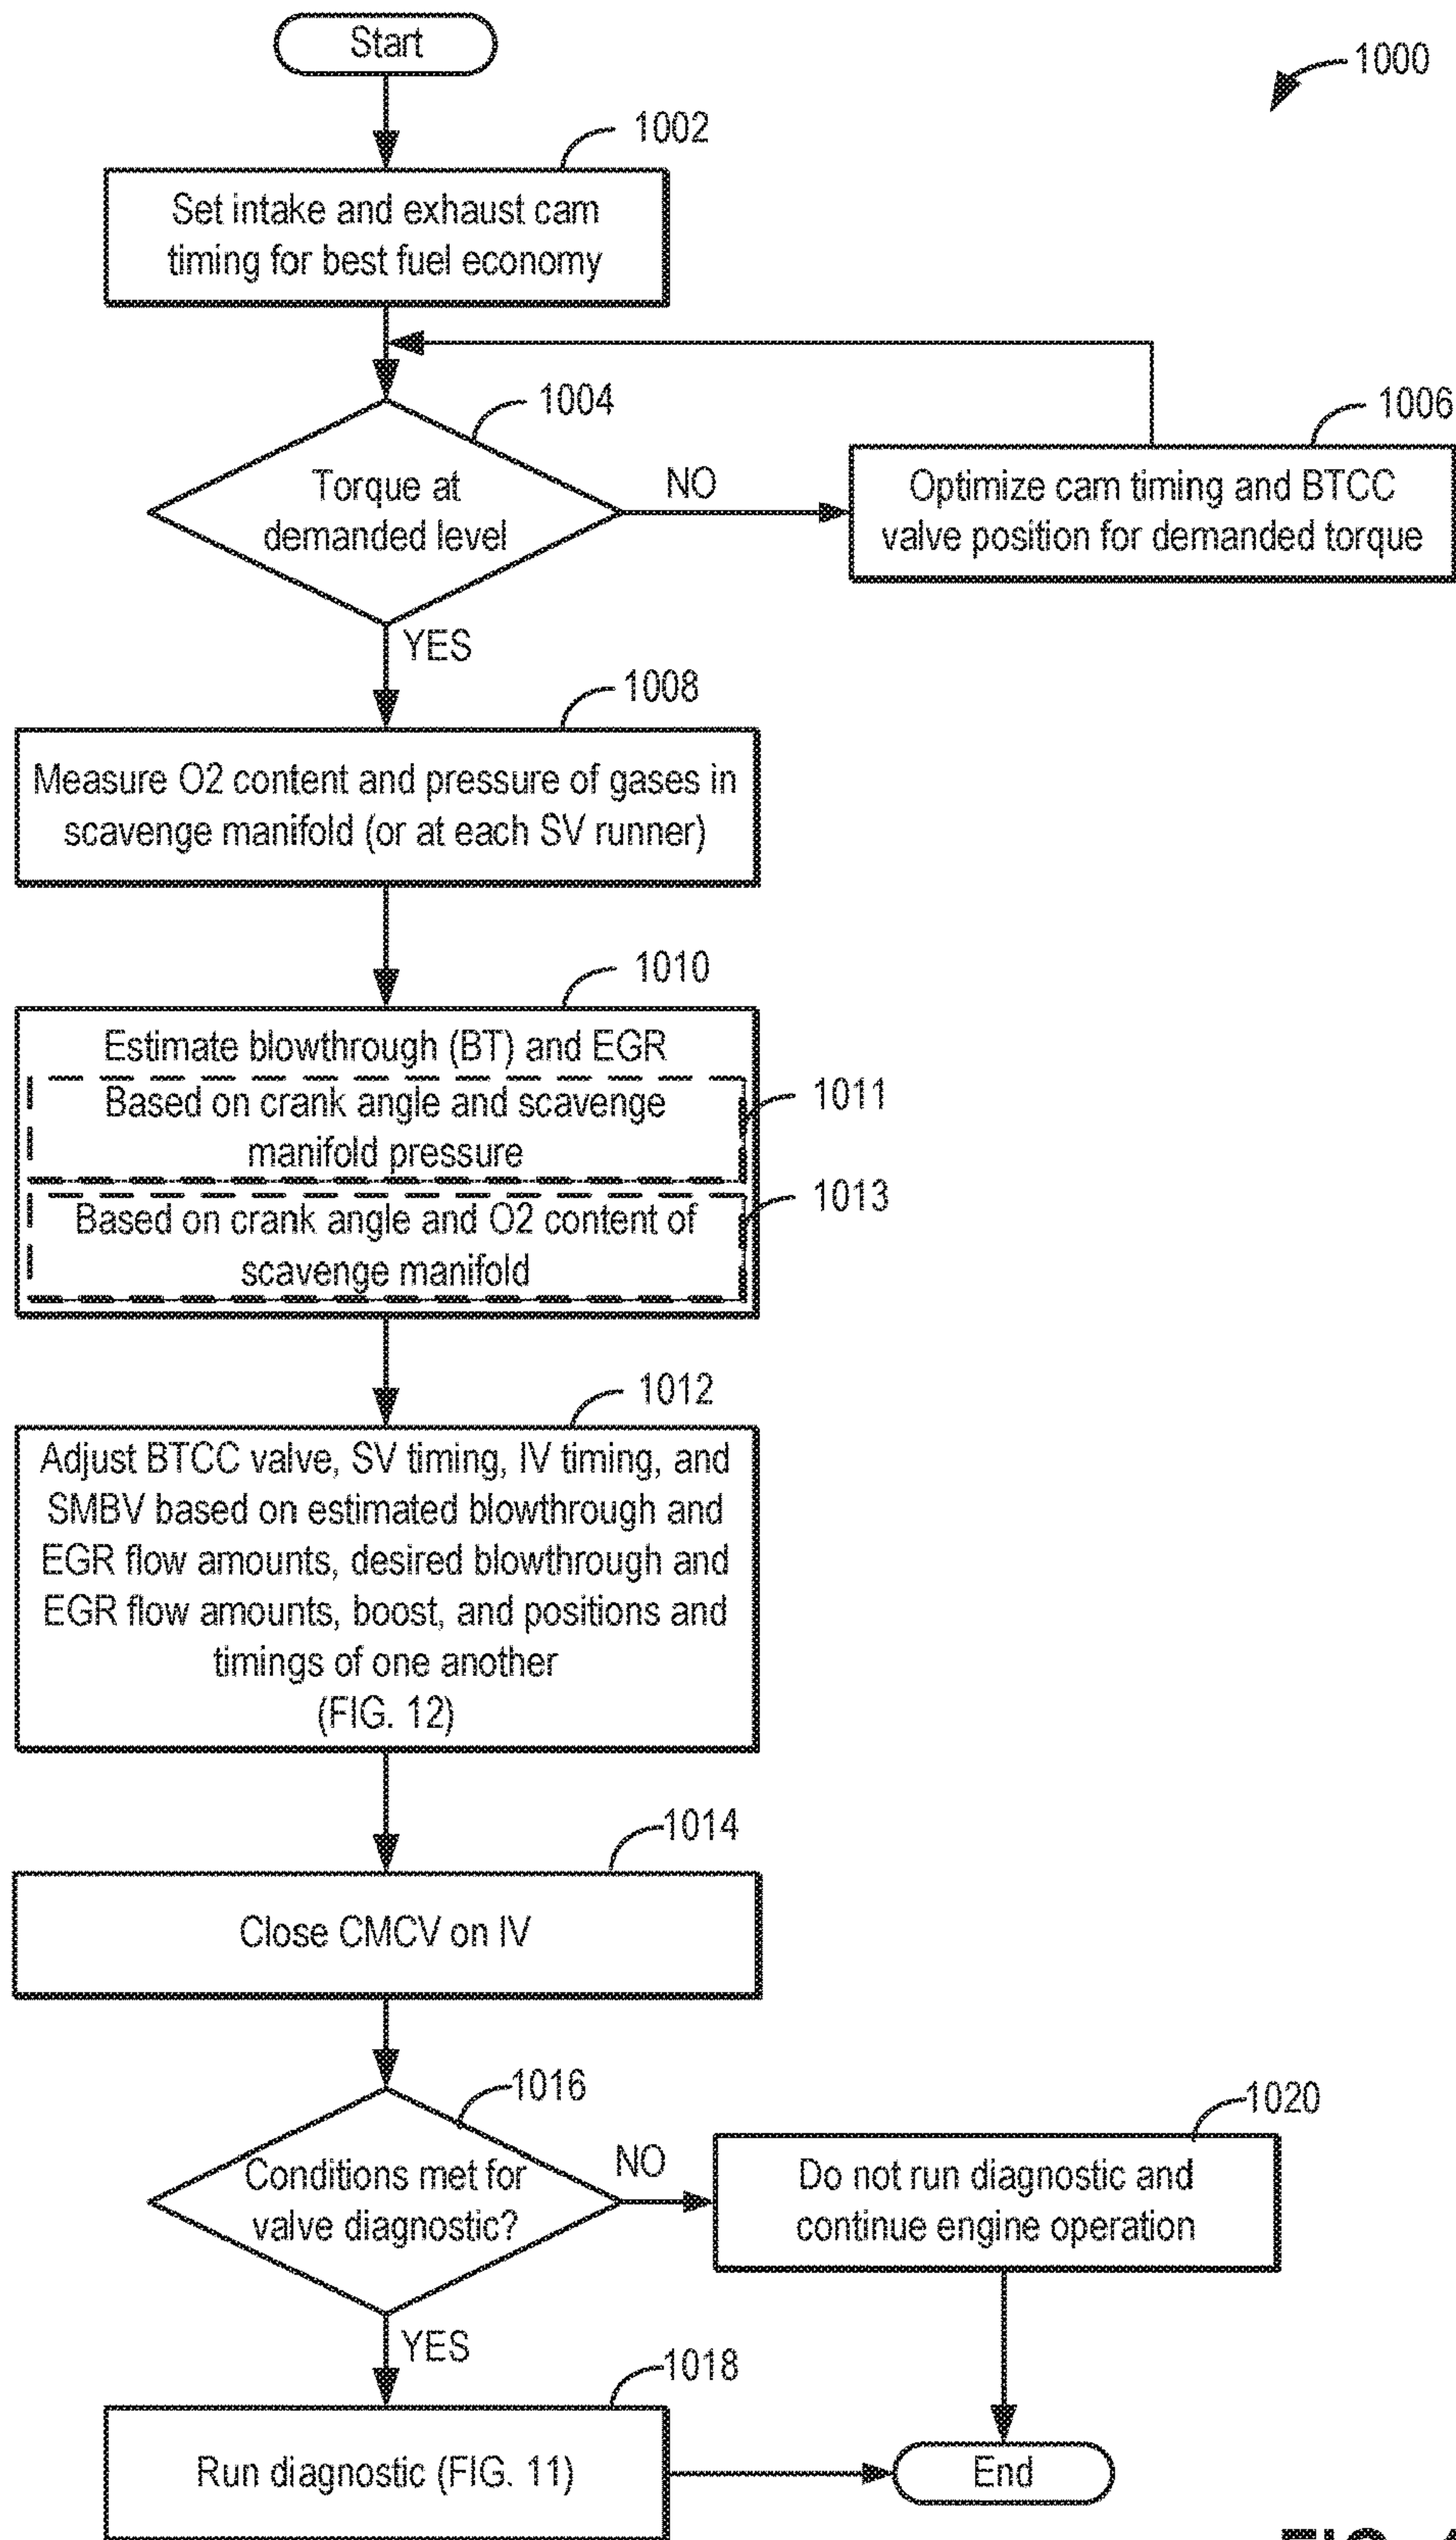 Start
1000
1002
Set intake and exhaust cam
timing for best fuel economy
1004
Torque at
demanded level
NO
1006
Optimize cam timing and BTCC
valve position for demanded torque
YES
1008
Measure O2 content and pressure of gases in
scavenge manifold (or at each SV runner)
1010
Estimate blowthrough (BT) and EGR
Based on crank angle and scavenge
manifold pressure
1011
Based on crank angle and O2 content of
scavenge manifold
1013
1012
Adjust BTCC valve, SV timing, IV timing, and
SMBV based on estimated blowthrough and
EGR flow amounts, desired blowthrough and
EGR flow amounts, boost, and positions and
timings of one another
(FIG. 12)
1014
Close CMCV on IV
1016
Conditions met for
valve diagnostic?
NO
1020
Do not run diagnostic and
continue engine operation
YES
1018
Run diagnostic (FIG. 11)
End